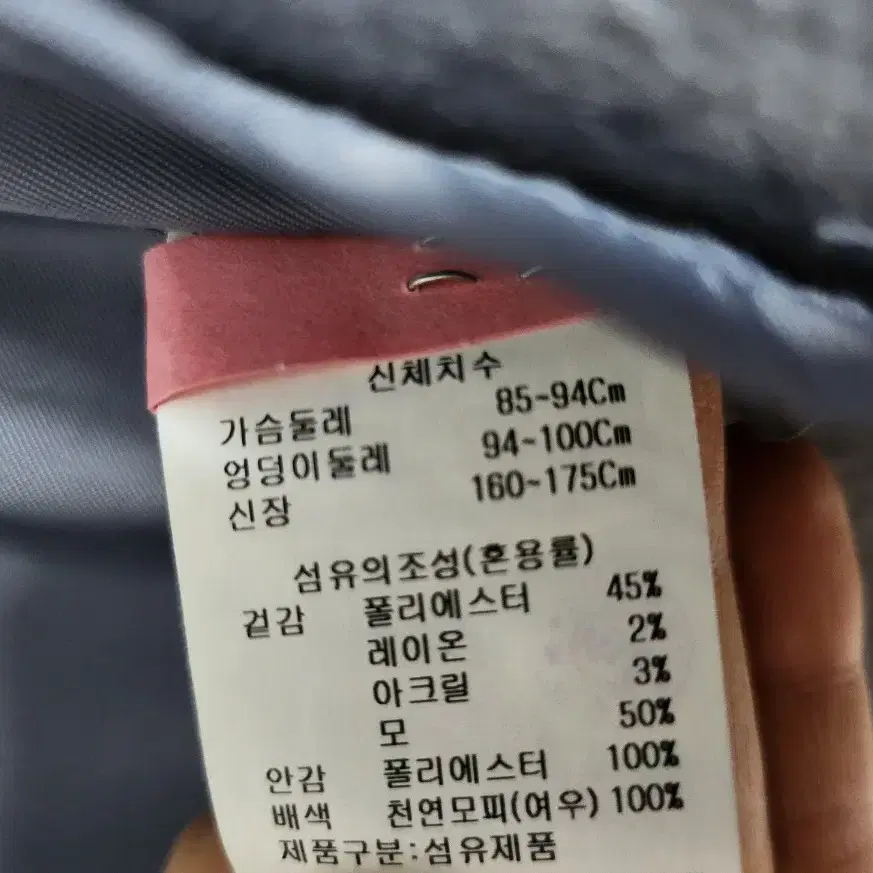 신체치수
가슴둘레 85~94Cm
엉덩이둘레 94~100Cm
신장 160~175Cm
섬유의조성(혼용률)
겉감 폴리에스터 45%
레이온 2%
아크릴 3%
모 50%
안감 폴리에스터 100%
배색 천연모피(여우) 100%
제품구분:섬유제품